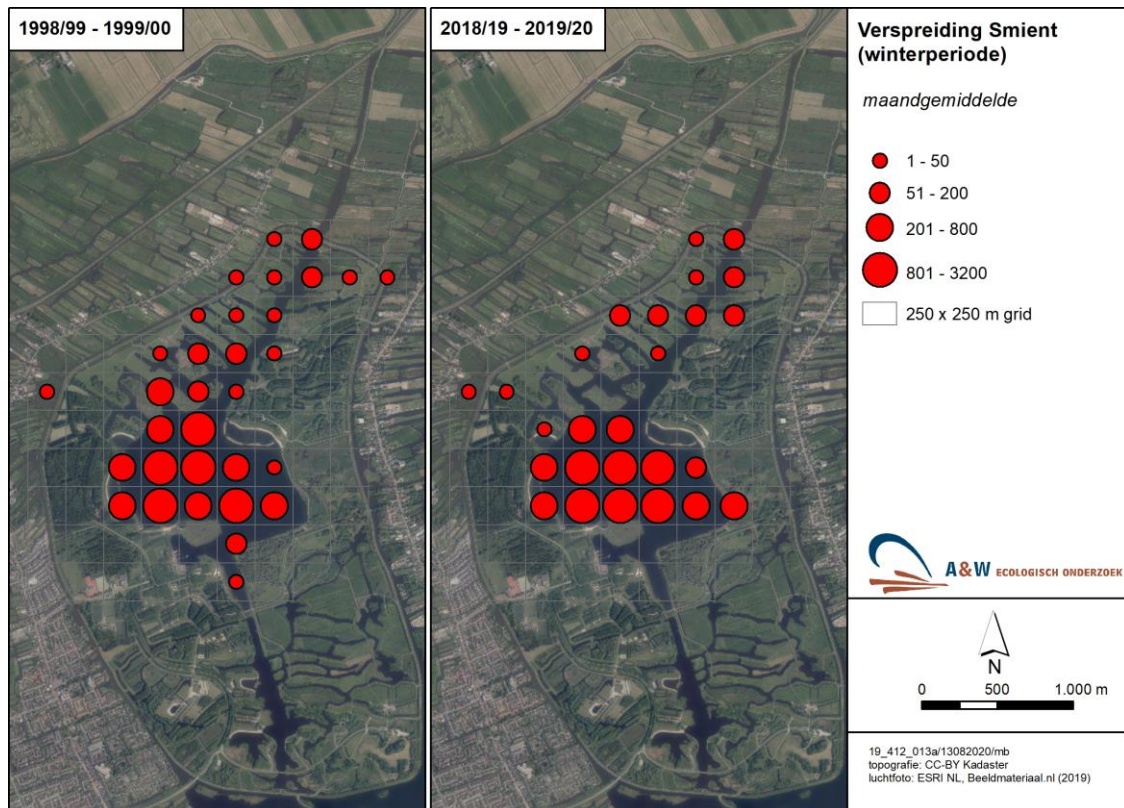 1998/99 - 1999/00
2018/19 - 2019/20
Verspreiding Smient
(winterperiode)
maandgemiddelde
1 - 50
51 - 200
201 - 800
801 - 3200
250 x 250 m grid
A&W ECOLOGISCH ONDERZOEK
N
0 500 1.000 m
19_412_013a/13082020/mb
topografie: CC-BY Kadaster
luchtfoto: ESRI NL, Beeldmateriaal.nl (2019)